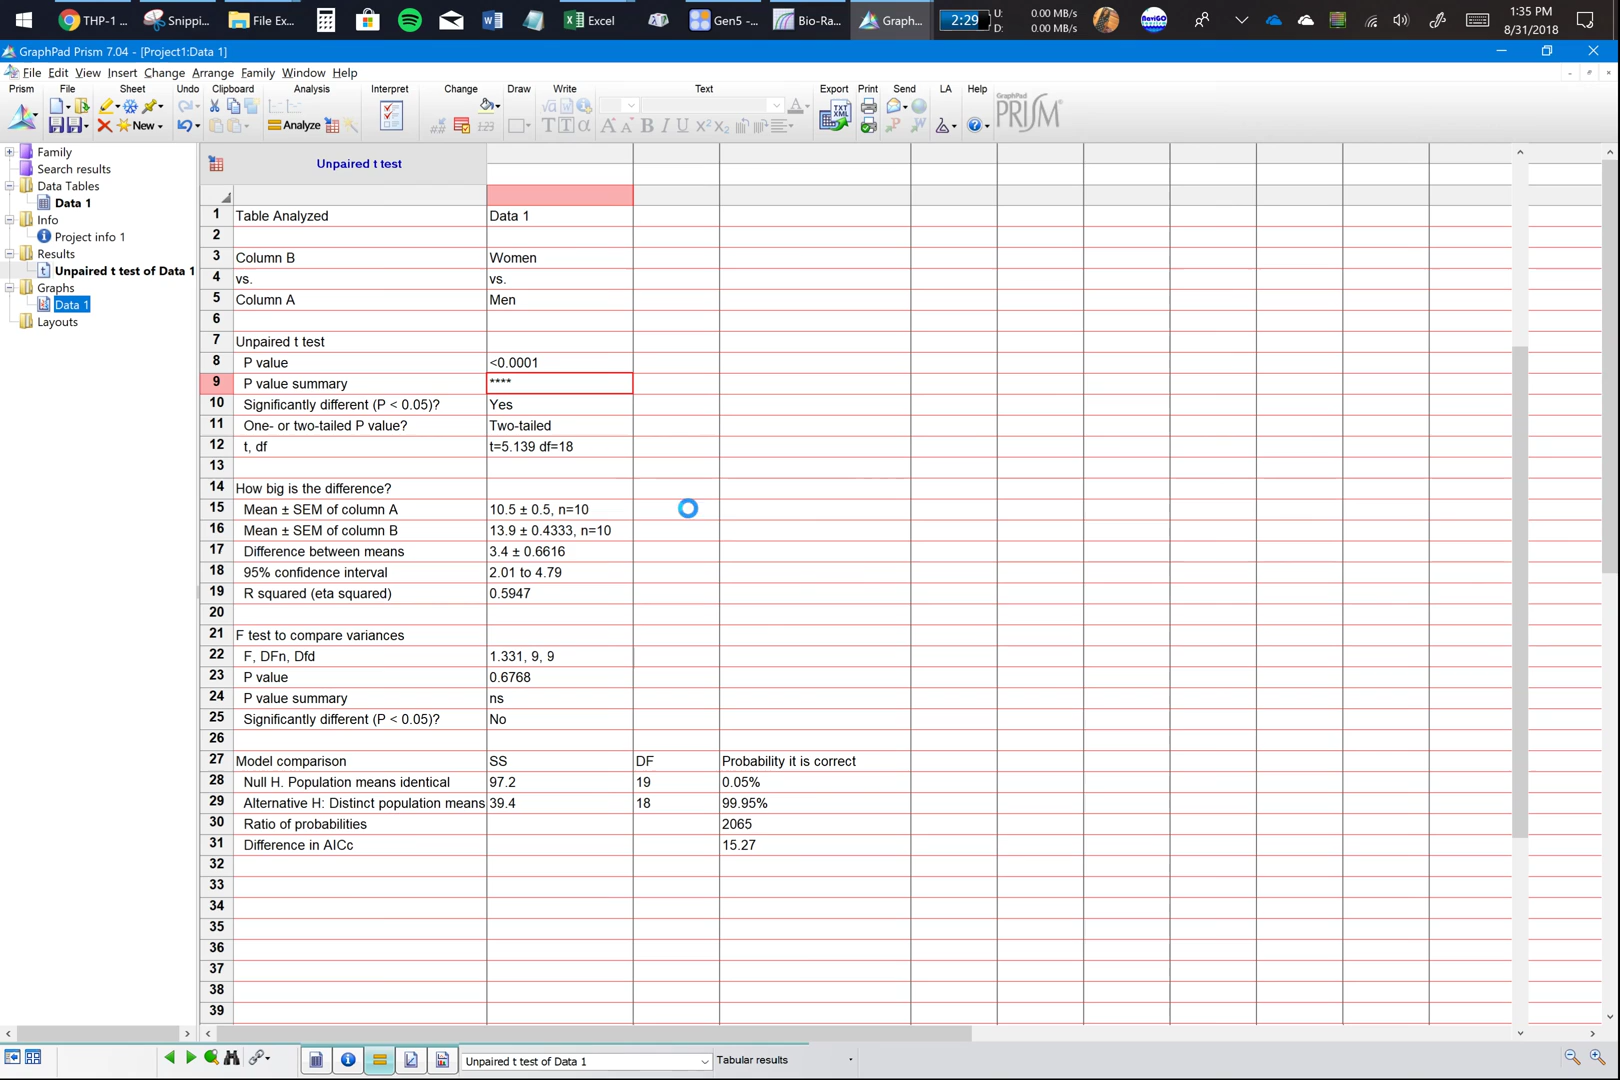 THP-1 ...
Snippi...
File Ex...
Excel
Gen5 -...
Bio-Ra...
Graph...
2:29
U: 0.00 MB/s
D: 0.00 MB/s
NaviGO
1:35 PM
8/31/2018
GraphPad Prism 7.04 - [Project1:Data 1]
File Edit View Insert Change Arrange Family Window Help
Prism File Sheet Undo Clipboard Analysis Interpret Change Draw Write Text Export Print Send LA Help
New
Analyze
TXT
XML
GraphPad
PRISM
Family
Search results
Data Tables
Data 1
Info
Project info 1
Results
Unpaired t test of Data 1
Graphs
Data 1
Layouts
Unpaired t test
1 Table Analyzed Data 1
2
3 Column B Women
4 vs. vs.
5 Column A Men
6
7 Unpaired t test
8 P value <0.0001
9 P value summary ****
10 Significantly different (P < 0.05)? Yes
11 One- or two-tailed P value? Two-tailed
12 t, df t=5.139 df=18
13
14 How big is the difference?
15 Mean ± SEM of column A 10.5 ± 0.5, n=10
16 Mean ± SEM of column B 13.9 ± 0.4333, n=10
17 Difference between means 3.4 ± 0.6616
18 95% confidence interval 2.01 to 4.79
19 R squared (eta squared) 0.5947
20
21 F test to compare variances
22 F, DFn, Dfd 1.331, 9, 9
23 P value 0.6768
24 P value summary ns
25 Significantly different (P < 0.05)? No
26
27 Model comparison SS DF Probability it is correct
28 Null H. Population means identical 97.2 19 0.05%
29 Alternative H: Distinct population means 39.4 18 99.95%
30 Ratio of probabilities 2065
31 Difference in AICc 15.27
32
33
34
35
36
37
38
39
Unpaired t test of Data 1
Tabular results